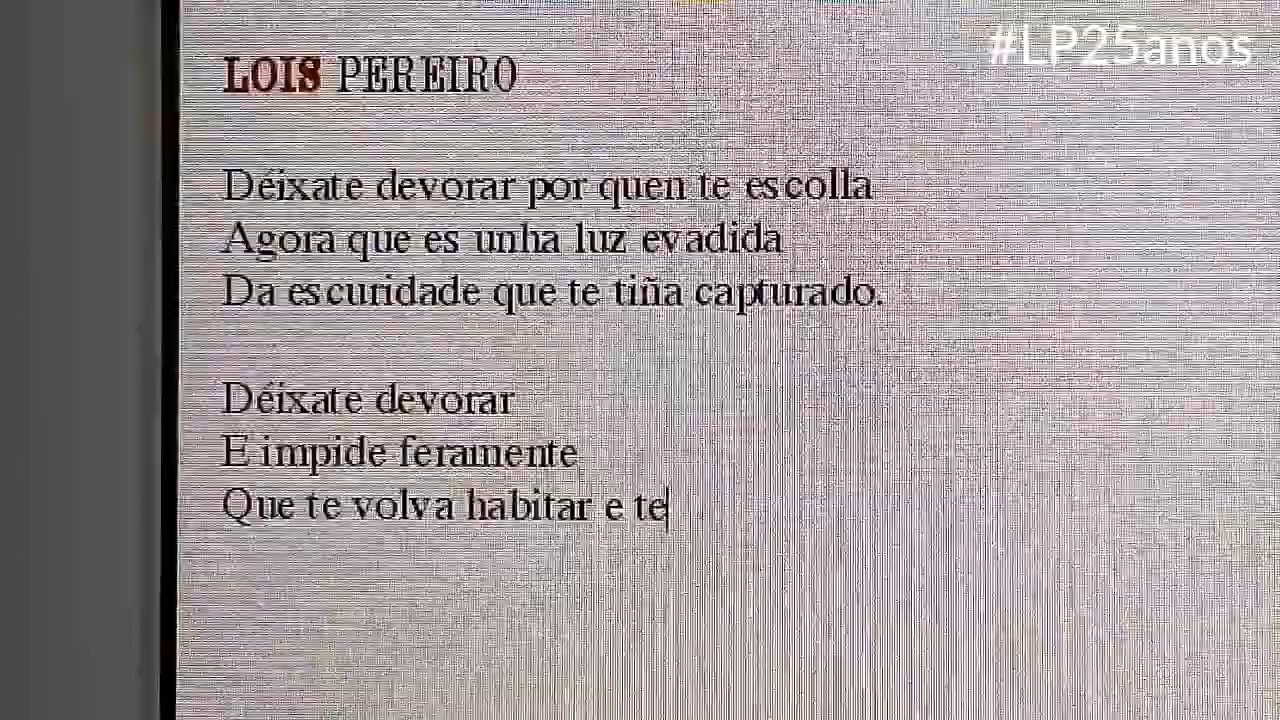 #LP25anos
LOIS PEREIRO
Déixate devorar por quen te escolla
Agora que es unha luz evadida
Da escuridade que te tiña capturado.
Déixate devorar
E impide feramente
Que te volva habitar e te